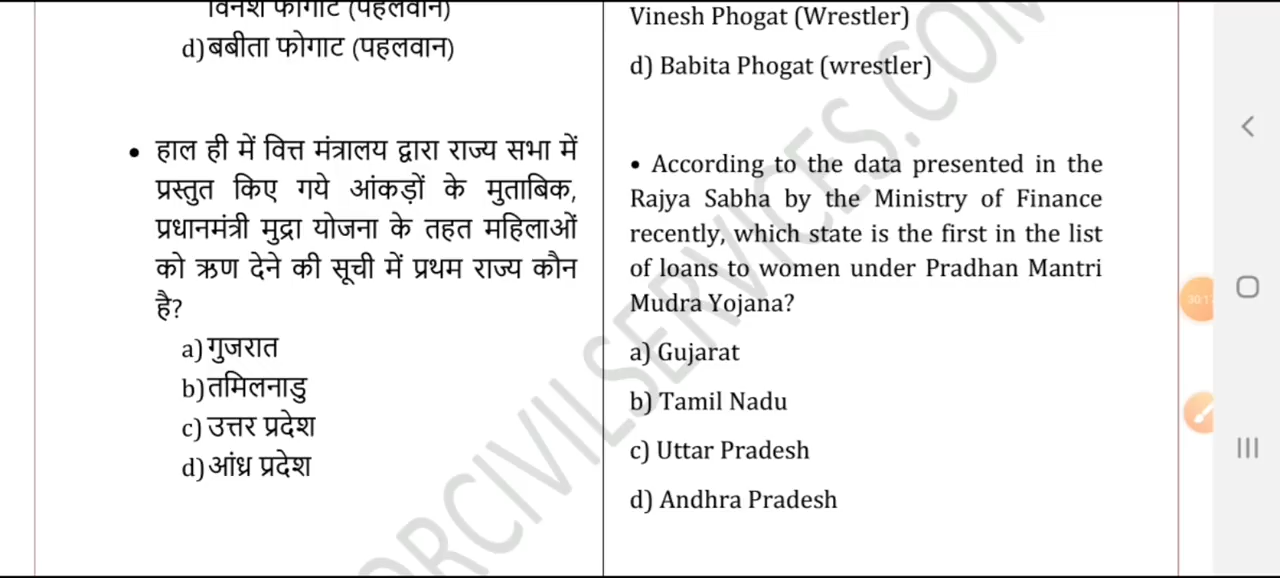 विनेश फोगाट (पहलवान)
d)बबीता फोगाट (पहलवान)
• हाल ही में वित्त मंत्रालय द्वारा राज्य सभा में
प्रस्तुत किए गये आंकड़ों के मुताबिक,
प्रधानमंत्री मुद्रा योजना के तहत महिलाओं
को ऋण देने की सूची में प्रथम राज्य कौन
है?
a)गुजरात
b)तमिलनाडु
c) उत्तर प्रदेश
d)आंध्र प्रदेश
Vinesh Phogat (Wrestler)
d) Babita Phogat (wrestler)
• According to the data presented in the
Rajya Sabha by the Ministry of Finance
recently, which state is the first in the list
of loans to women under Pradhan Mantri
Mudra Yojana?
a) Gujarat
b) Tamil Nadu
c) Uttar Pradesh
d) Andhra Pradesh
ORCIVILSERVICES.COM